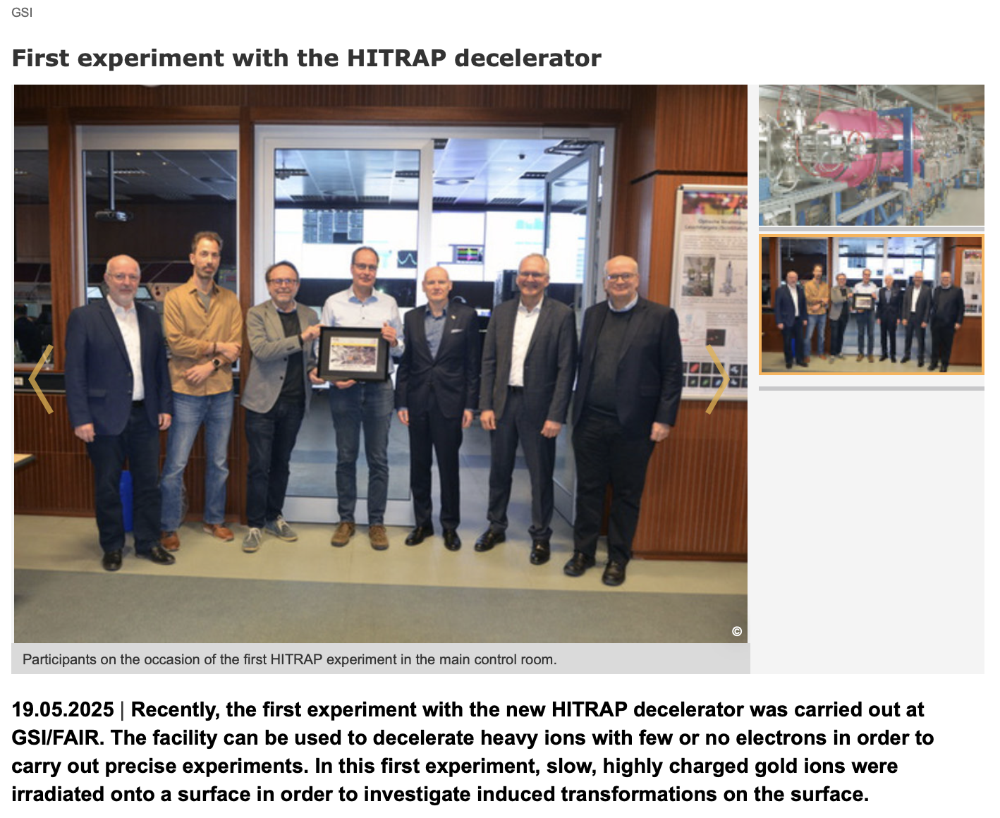 GSI
First experiment with the HITRAP decelerator
©
Participants on the occasion of the first HITRAP experiment in the main control room.
19.05.2025 | Recently, the first experiment with the new HITRAP decelerator was carried out at
GSI/FAIR. The facility can be used to decelerate heavy ions with few or no electrons in order to
carry out precise experiments. In this first experiment, slow, highly charged gold ions were
irradiated onto a surface in order to investigate induced transformations on the surface.